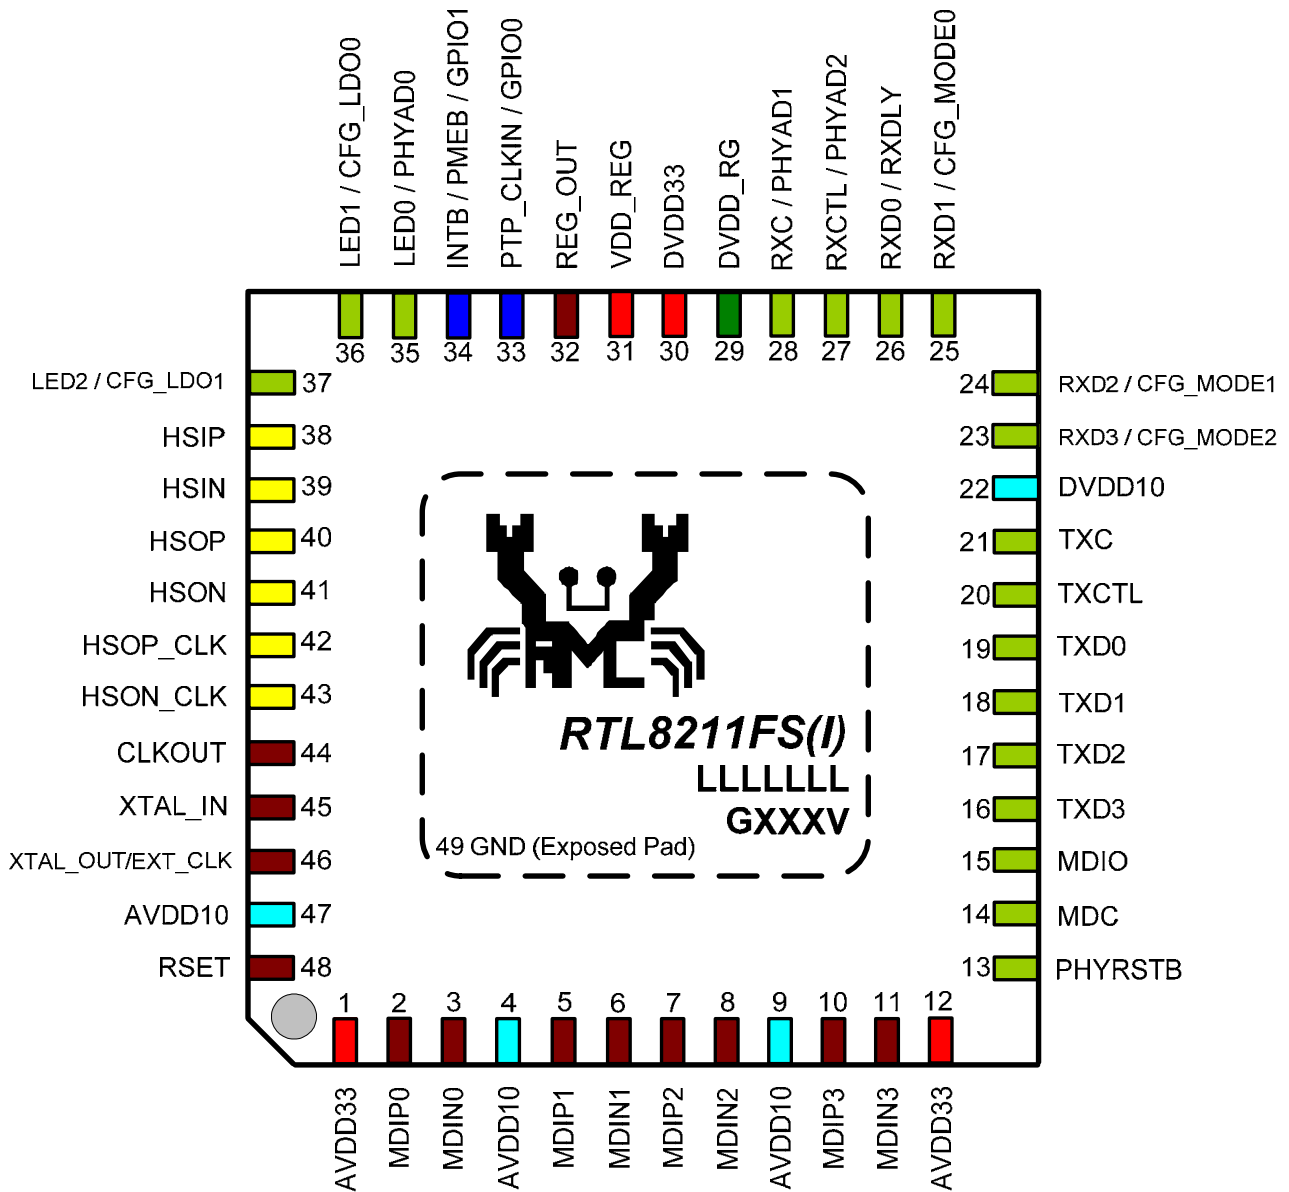 LED1 / CFG_LDO0
LED0 / PHYAD0
INTB / PMEB / GPIO1
PTP_CLKIN / GPIO0
REG_OUT
VDD_REG
DVDD33
DVDD_RG
RXC / PHYAD1
RXCTL / PHYAD2
RXD0 / RXDLY
RXD1 / CFG_MODE0
36
35
34
33
32
31
30
29
28
27
26
25
LED2 / CFG_LDO1
37
HSIP
38
HSIN
39
HSOP
40
HSON
41
HSOP_CLK
42
HSON_CLK
43
CLKOUT
44
XTAL_IN
45
XTAL_OUT/EXT_CLK
46
AVDD10
47
RSET
48
RTL8211FS(I)
LLLLLLL
GXXXV
49 GND (Exposed Pad)
24
RXD2 / CFG_MODE1
23
RXD3 / CFG_MODE2
22
DVDD10
21
TXC
20
TXCTL
19
TXD0
18
TXD1
17
TXD2
16
TXD3
15
MDIO
14
MDC
13
PHYRSTB
1
2
3
4
5
6
7
8
9
10
11
12
AVDD33
MDIP0
MDIN0
AVDD10
MDIP1
MDIN1
MDIP2
MDIN2
AVDD10
MDIP3
MDIN3
AVDD33